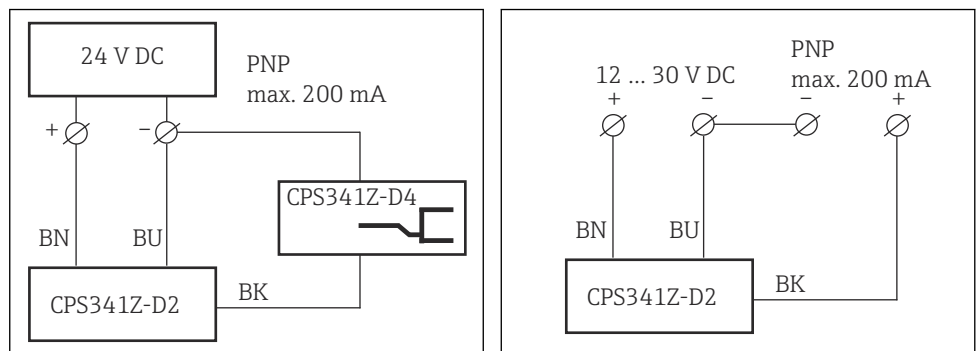 24 V DC
PNP
max. 200 mA
+
−
CPS341Z-D4
BN
BU
CPS341Z-D2
BK
PNP
12 ... 30 V DC
max. 200 mA
+
−
−
+
BN
BU
CPS341Z-D2
BK